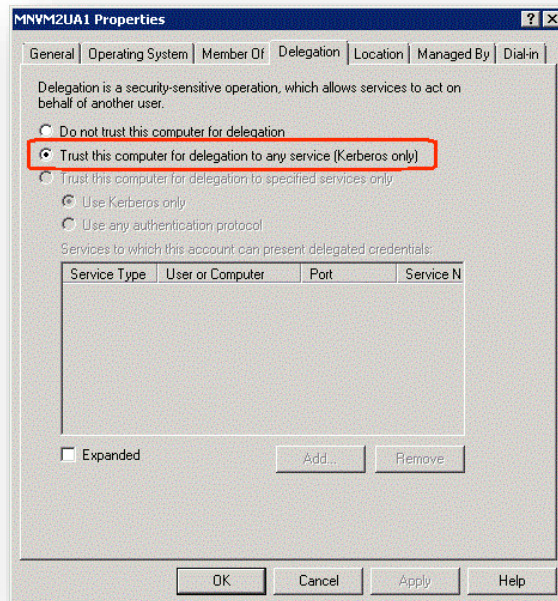 MNVM2UA1 Properties
General Operating System Member Of Delegation Location Managed By Dial-in
Delegation is a security-sensitive operation, which allows services to act on
behalf of another user.
Do not trust this computer for delegation
Trust this computer for delegation to any service (Kerberos only)
Trust this computer for delegation to specified services only
Use Kerberos only
Use any authentication protocol
Services to which this account can present delegated credentials:
Service Type User or Computer Port Service N
Expanded Add... Remove
OK Cancel Apply Help